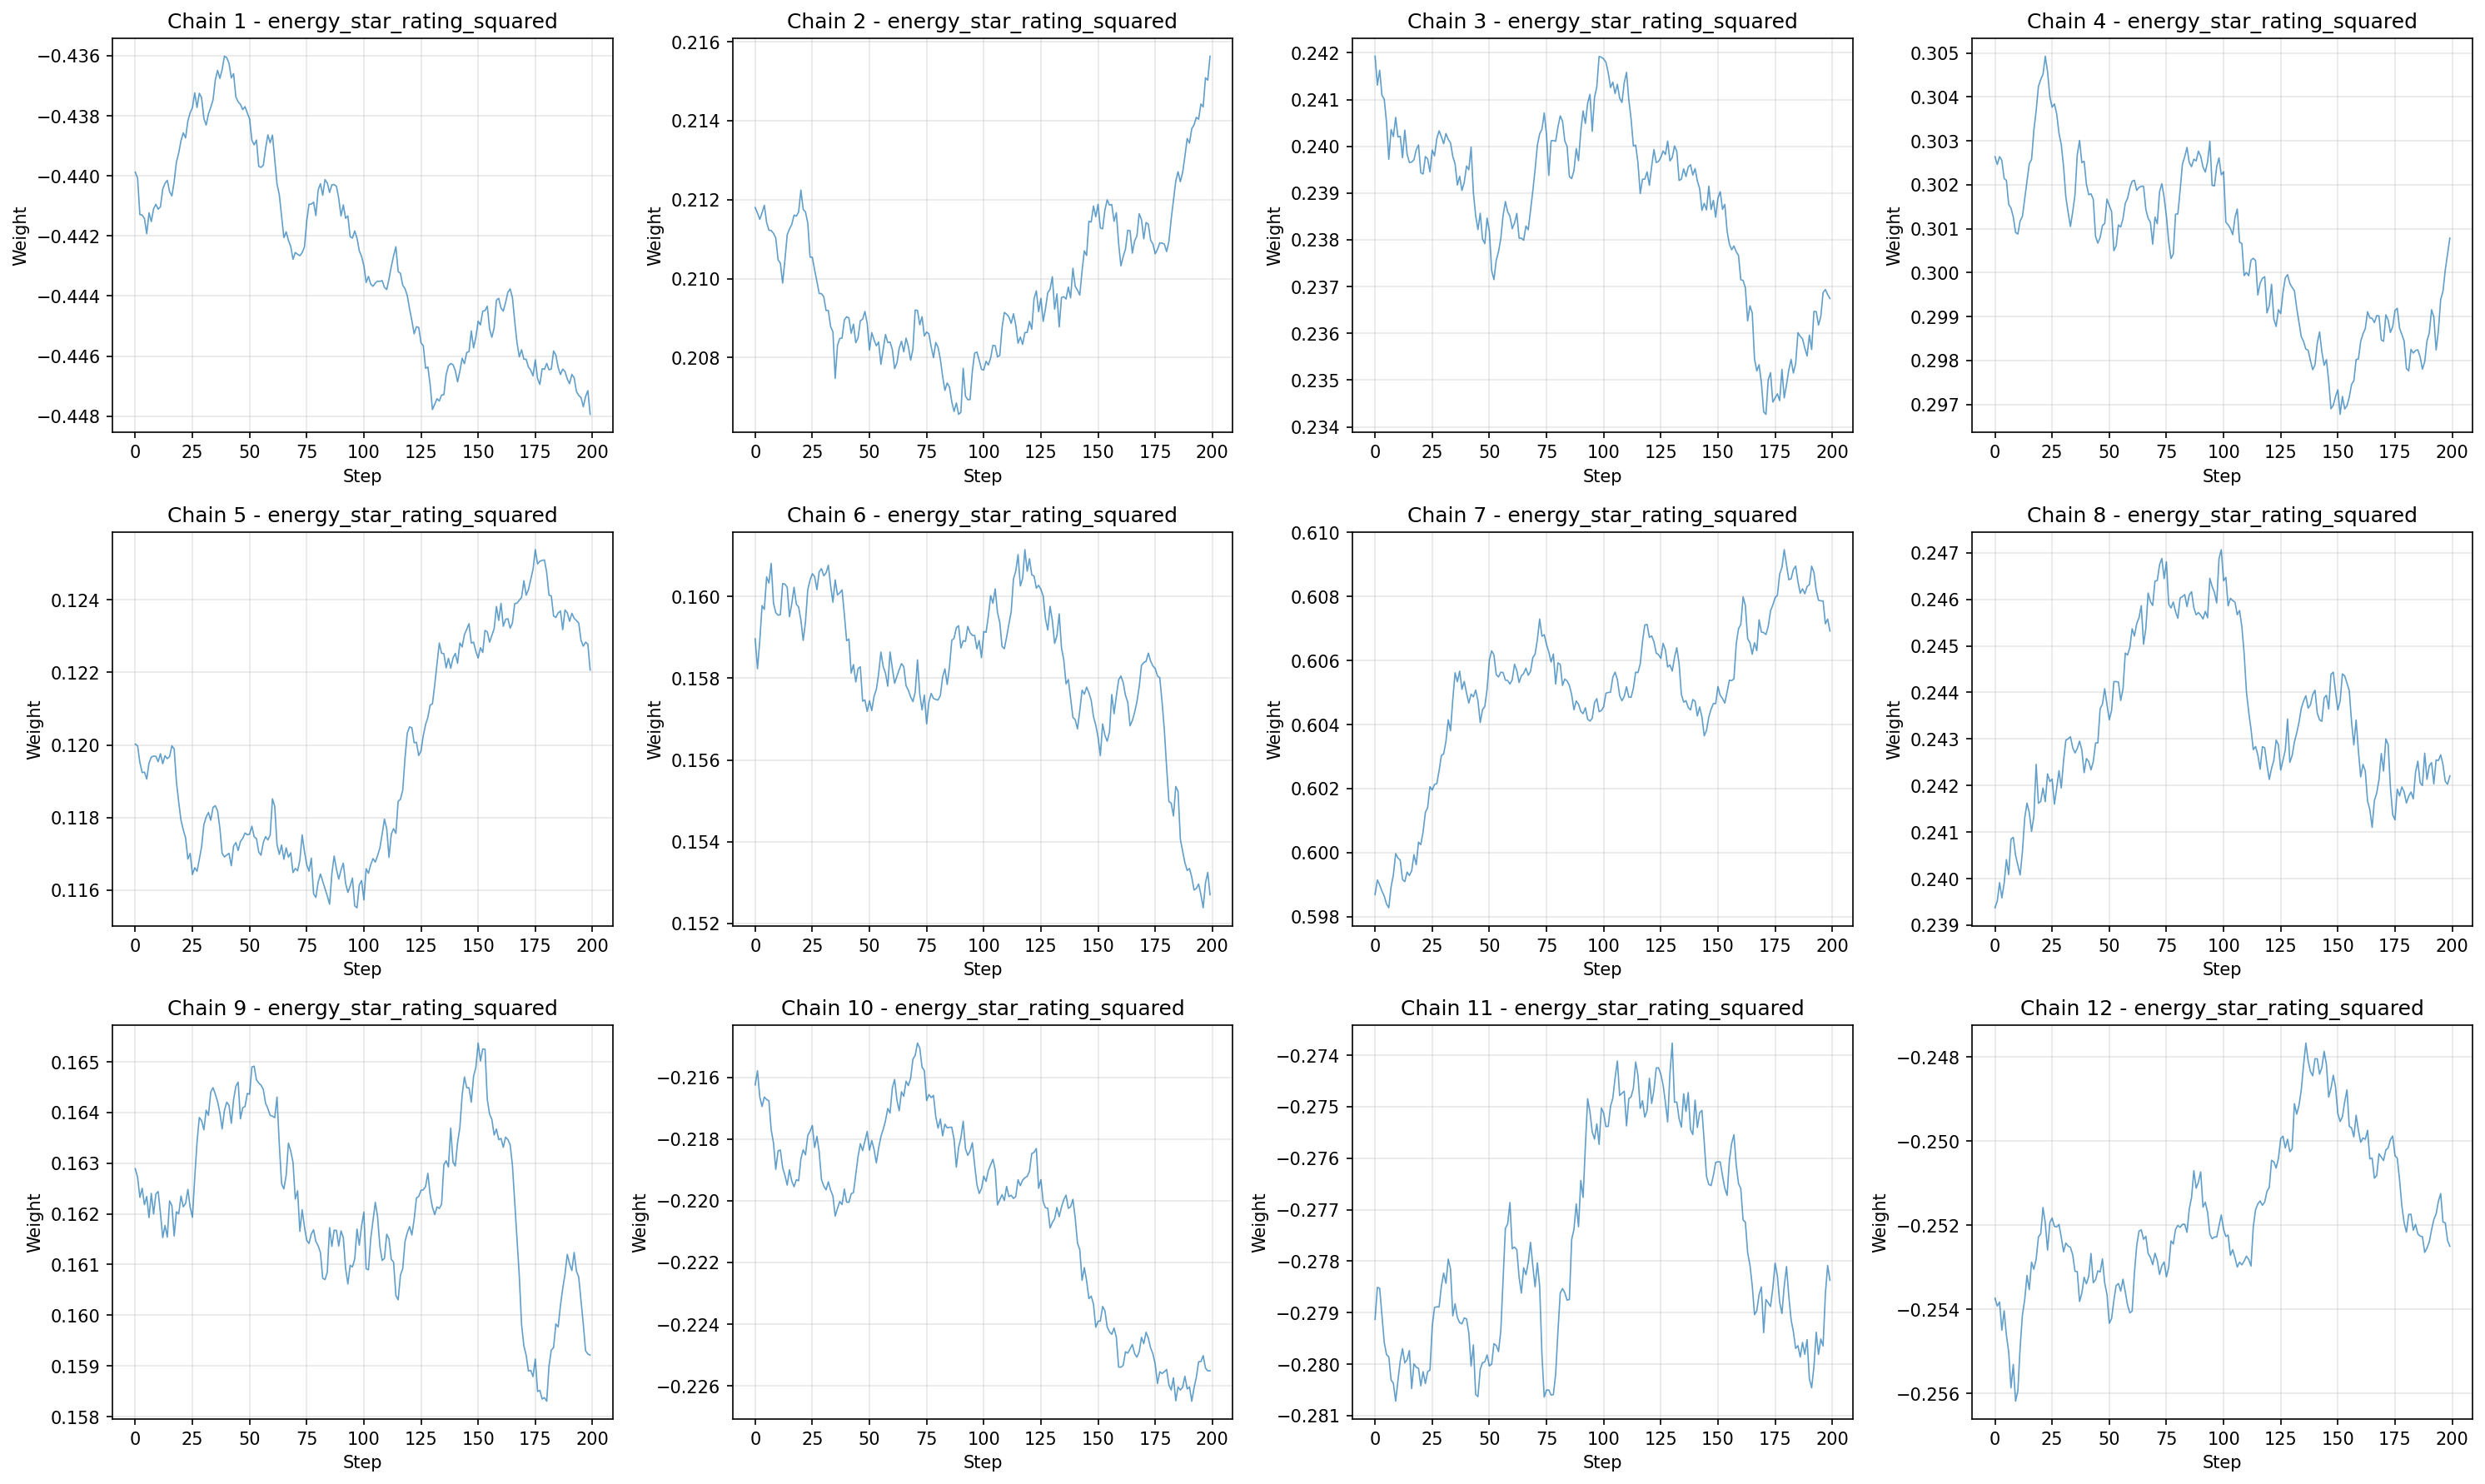 Chain 1 - energy_star_rating_squared
Chain 2 - energy_star_rating_squared
Chain 3 - energy_star_rating_squared
Chain 4 - energy_star_rating_squared
Weight
−0.436
−0.438
−0.440
−0.442
−0.444
−0.446
−0.448
0 25 50 75 100 125 150 175 200
Step
Weight
0.216
0.214
0.212
0.210
0.208
0 25 50 75 100 125 150 175 200
Step
Weight
0.242
0.241
0.240
0.239
0.238
0.237
0.236
0.235
0.234
0 25 50 75 100 125 150 175 200
Step
Weight
0.305
0.304
0.303
0.302
0.301
0.300
0.299
0.298
0.297
0 25 50 75 100 125 150 175 200
Step
Chain 5 - energy_star_rating_squared
Chain 6 - energy_star_rating_squared
Chain 7 - energy_star_rating_squared
Chain 8 - energy_star_rating_squared
Weight
0.124
0.122
0.120
0.118
0.116
0 25 50 75 100 125 150 175 200
Step
Weight
0.160
0.158
0.156
0.154
0.152
0 25 50 75 100 125 150 175 200
Step
Weight
0.610
0.608
0.606
0.604
0.602
0.600
0.598
0 25 50 75 100 125 150 175 200
Step
Weight
0.247
0.246
0.245
0.244
0.243
0.242
0.241
0.240
0.239
0 25 50 75 100 125 150 175 200
Step
Chain 9 - energy_star_rating_squared
Chain 10 - energy_star_rating_squared
Chain 11 - energy_star_rating_squared
Chain 12 - energy_star_rating_squared
Weight
0.165
0.164
0.163
0.162
0.161
0.160
0.159
0.158
0 25 50 75 100 125 150 175 200
Step
Weight
−0.216
−0.218
−0.220
−0.222
−0.224
−0.226
0 25 50 75 100 125 150 175 200
Step
Weight
−0.274
−0.275
−0.276
−0.277
−0.278
−0.279
−0.280
−0.281
0 25 50 75 100 125 150 175 200
Step
Weight
−0.248
−0.250
−0.252
−0.254
−0.256
0 25 50 75 100 125 150 175 200
Step